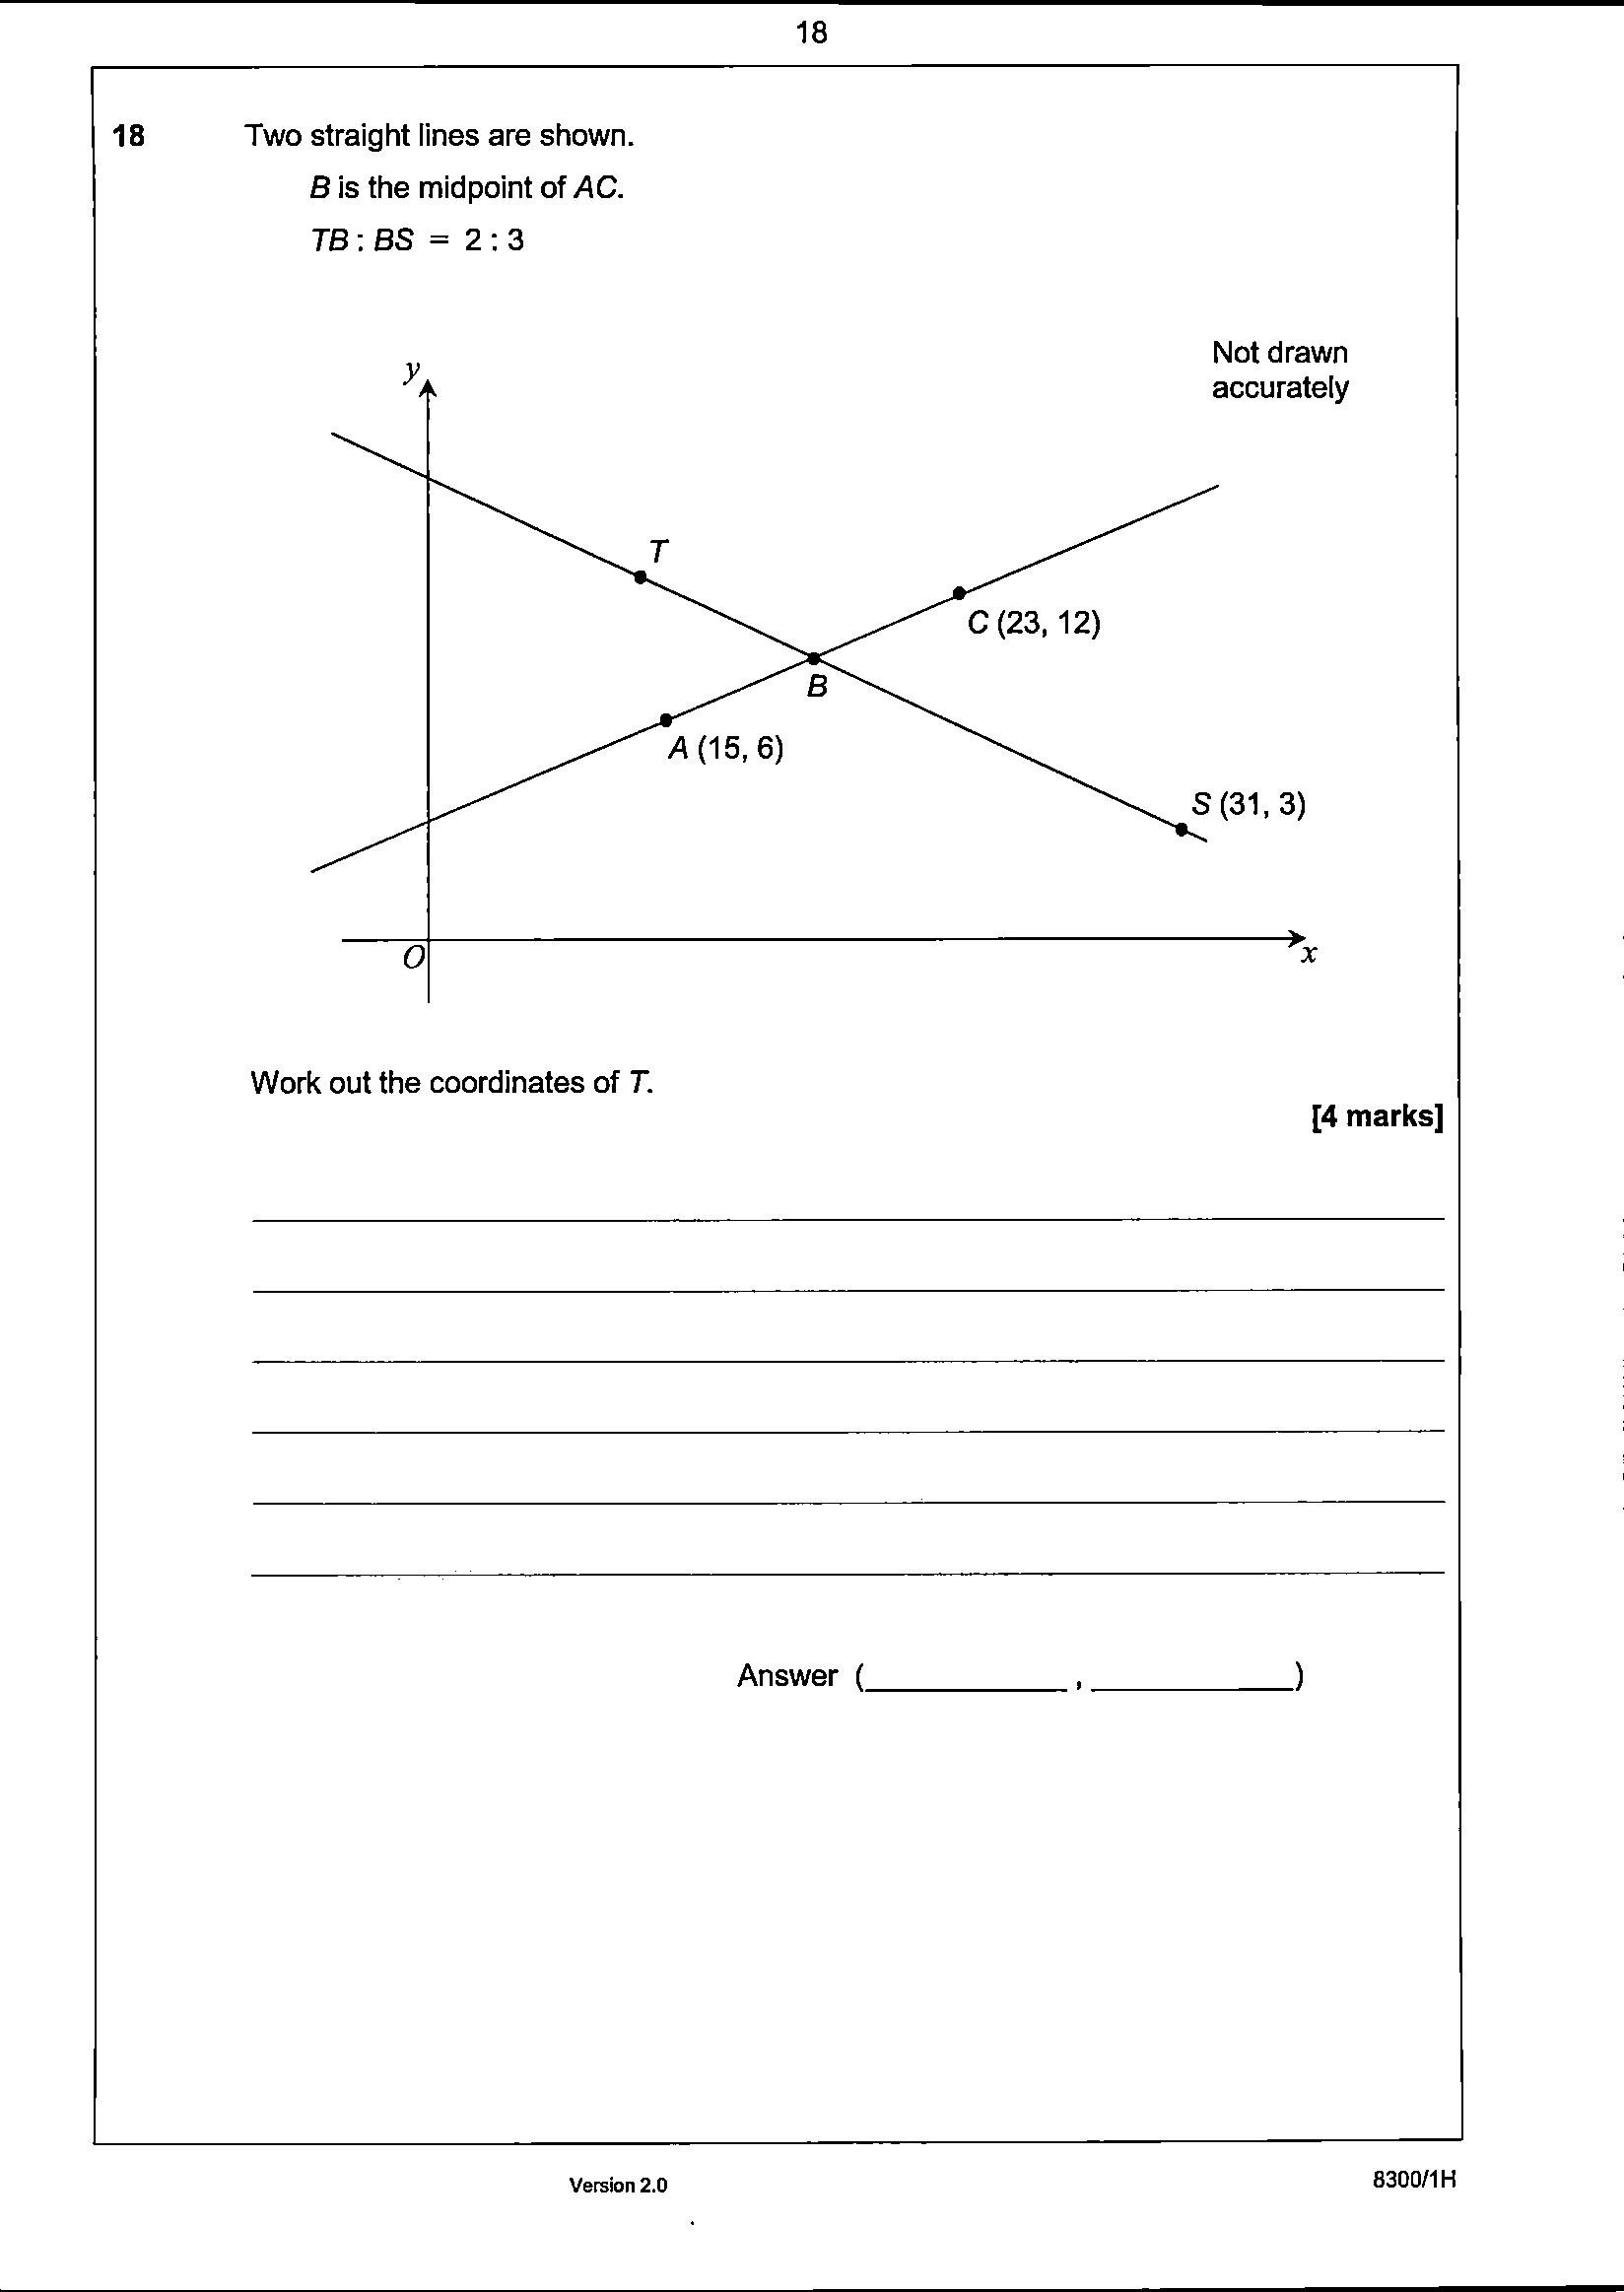 18
18 Two straight lines are shown.
B is the midpoint of AC.
TB : BS = 2 : 3
Not drawn
accurately
y
T
C (23, 12)
B
A (15, 6)
S (31, 3)
O
x
Work out the coordinates of T.
[4 marks]
Answer (____________ , ____________)
Version 2.0
8300/1H